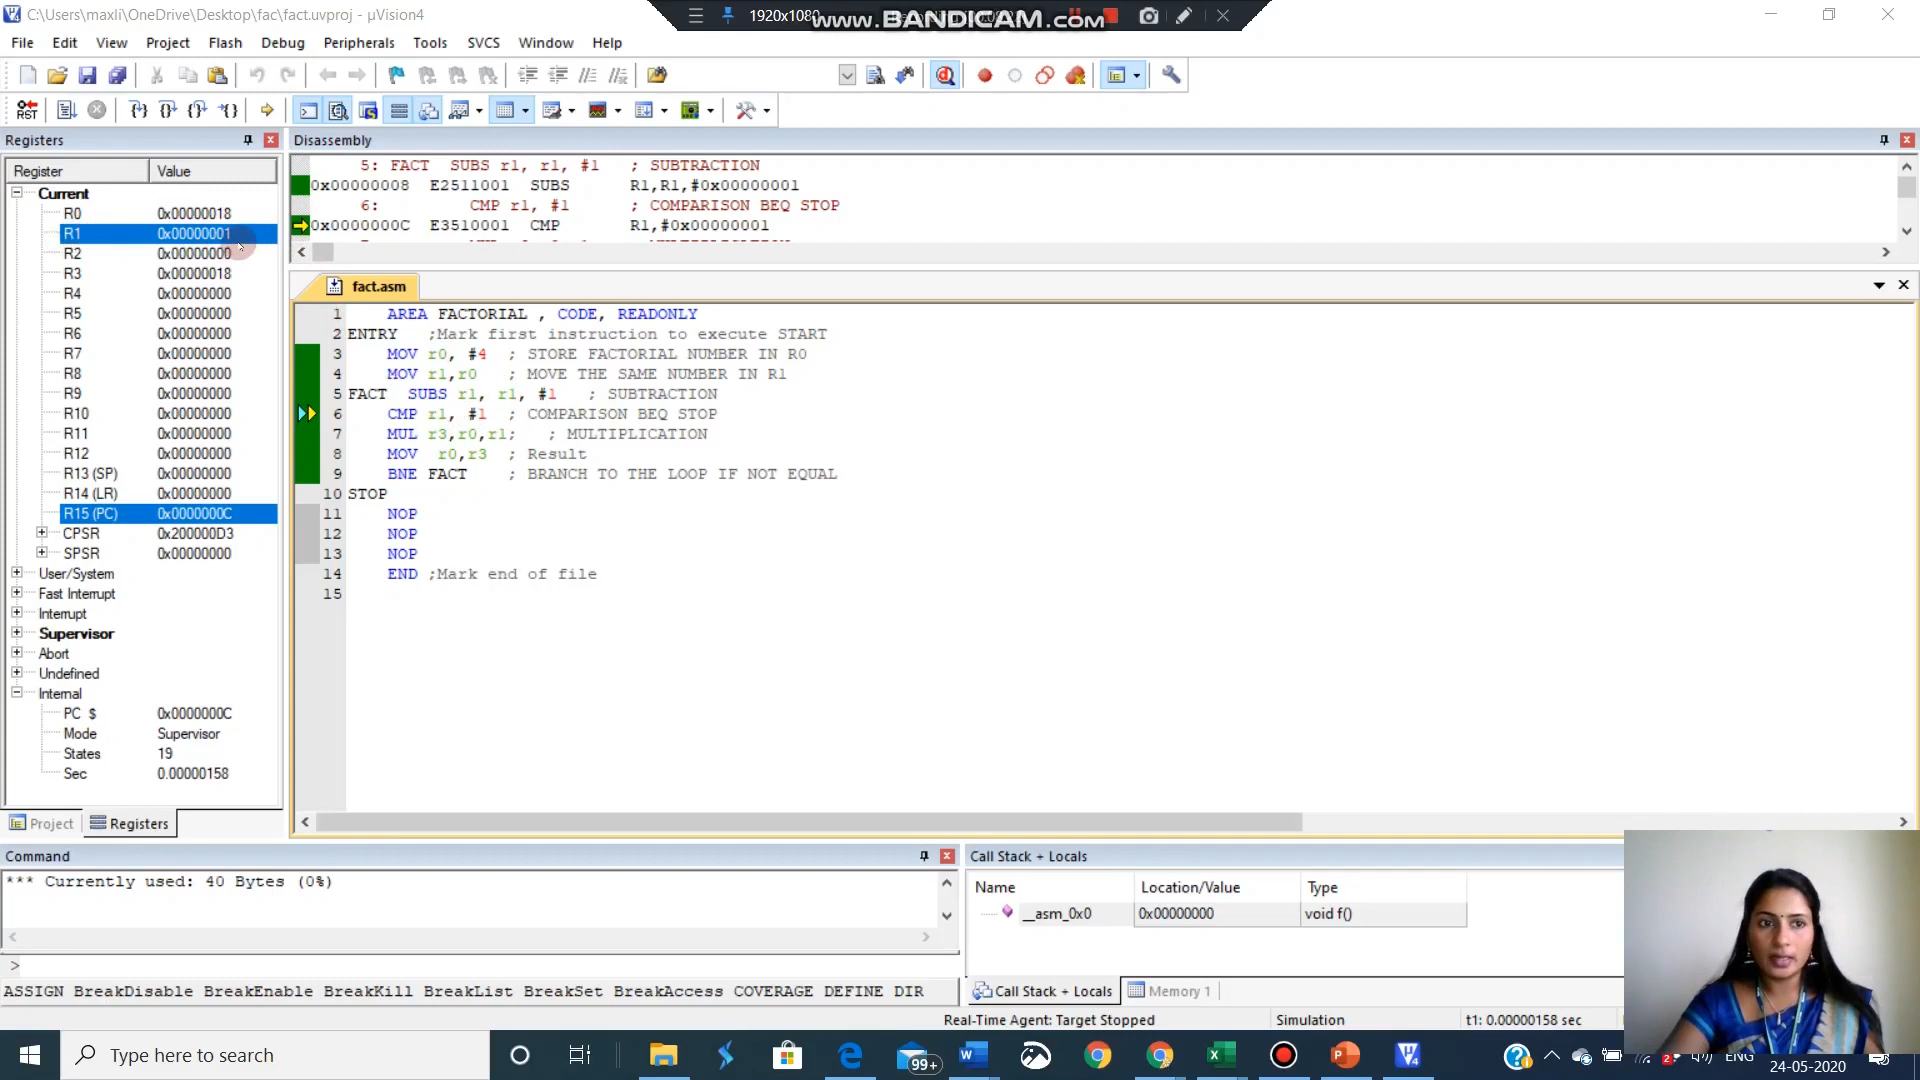 C:\Users\maxli\OneDrive\Desktop\fac\fact.uvproj - µVision4
1920x1080
www.BANDICAM.com
File Edit View Project Flash Debug Peripherals Tools SVCS Window Help
RST
Registers
Register Value
Current
R0 0x00000018
R1 0x00000001
R2 0x00000000
R3 0x00000018
R4 0x00000000
R5 0x00000000
R6 0x00000000
R7 0x00000000
R8 0x00000000
R9 0x00000000
R10 0x00000000
R11 0x00000000
R12 0x00000000
R13 (SP) 0x00000000
R14 (LR) 0x00000000
R15 (PC) 0x0000000C
CPSR 0x200000D3
SPSR 0x00000000
User/System
Fast Interrupt
Interrupt
Supervisor
Abort
Undefined
Internal
PC $ 0x0000000C
Mode Supervisor
States 19
Sec 0.00000158
Project Registers
Disassembly
5: FACT SUBS r1, r1, #1 ; SUBTRACTION
0x00000008 E2511001 SUBS R1,R1,#0x00000001
6: CMP r1, #1 ; COMPARISON BEQ STOP
0x0000000C E3510001 CMP R1,#0x00000001
fact.asm
1 AREA FACTORIAL , CODE, READONLY
2 ENTRY ;Mark first instruction to execute START
3 MOV r0, #4 ; STORE FACTORIAL NUMBER IN R0
4 MOV r1,r0 ; MOVE THE SAME NUMBER IN R1
5 FACT SUBS r1, r1, #1 ; SUBTRACTION
6 CMP r1, #1 ; COMPARISON BEQ STOP
7 MUL r3,r0,r1; ; MULTIPLICATION
8 MOV r0,r3 ; Result
9 BNE FACT ; BRANCH TO THE LOOP IF NOT EQUAL
10 STOP
11 NOP
12 NOP
13 NOP
14 END ;Mark end of file
15
Command
*** Currently used: 40 Bytes (0%)
>
ASSIGN BreakDisable BreakEnable BreakKill BreakList BreakSet BreakAccess COVERAGE DEFINE DIR
Call Stack + Locals
Name Location/Value Type
__asm_0x0 0x00000000 void f()
Call Stack + Locals Memory 1
Real-Time Agent: Target Stopped Simulation t1: 0.00000158 sec
Type here to search
99+
ENG
24-05-2020